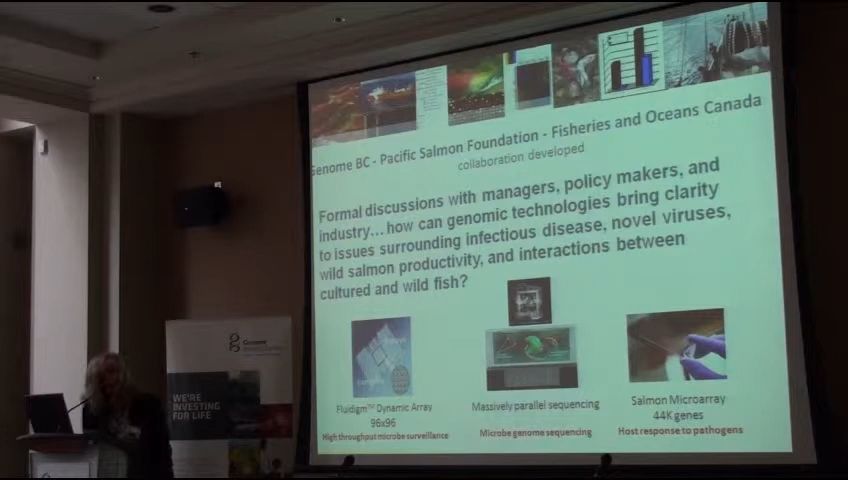 Genome BC - Pacific Salmon Foundation - Fisheries and Oceans Canada
collaboration developed
Formal discussions with managers, policy makers, and
industry... how can genomic technologies bring clarity
to issues surrounding infectious disease, novel viruses,
wild salmon productivity, and interactions between
cultured and wild fish?
Fluidigm™ Dynamic Array
96x96
High throughput microbe surveillance
Massively parallel sequencing
Microbe genome sequencing
Salmon Microarray
44K genes
Host response to pathogens
Genome
WE'RE
INVESTING
FOR LIFE